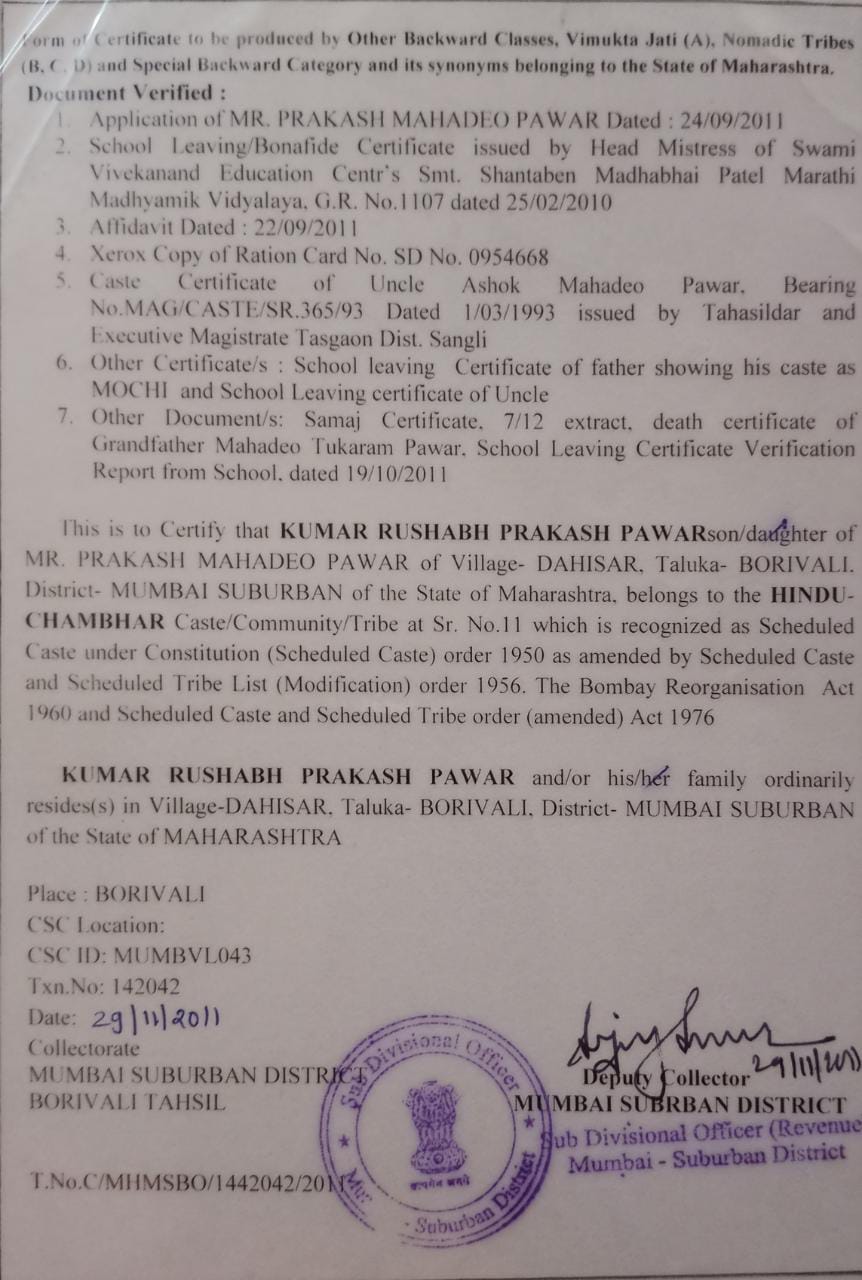 Form of Certificate to be produced by Other Backward Classes, Vimukta Jati (A), Nomadic Tribes
(B, C, D) and Special Backward Category and its synonyms belonging to the State of Maharashtra.
Document Verified :
1. Application of MR. PRAKASH MAHADEO PAWAR Dated : 24/09/2011
2. School Leaving/Bonafide Certificate issued by Head Mistress of Swami
Vivekanand Education Centr's Smt. Shantaben Madhabhai Patel Marathi
Madhyamik Vidyalaya, G.R. No.1107 dated 25/02/2010
3. Affidavit Dated : 22/09/2011
4. Xerox Copy of Ration Card No. SD No. 0954668
5. Caste Certificate of Uncle Ashok Mahadeo Pawar, Bearing
No.MAG/CASTE/SR.365/93 Dated 1/03/1993 issued by Tahasildar and
Executive Magistrate Tasgaon Dist. Sangli
6. Other Certificate/s : School leaving Certificate of father showing his caste as
MOCHI and School Leaving certificate of Uncle
7. Other Document/s: Samaj Certificate, 7/12 extract, death certificate of
Grandfather Mahadeo Tukaram Pawar, School Leaving Certificate Verification
Report from School, dated 19/10/2011
This is to Certify that KUMAR RUSHABH PRAKASH PAWARson/daughter of
MR. PRAKASH MAHADEO PAWAR of Village- DAHISAR, Taluka- BORIVALI,
District- MUMBAI SUBURBAN of the State of Maharashtra, belongs to the HINDU-
CHAMBHAR Caste/Community/Tribe at Sr. No.11 which is recognized as Scheduled
Caste under Constitution (Scheduled Caste) order 1950 as amended by Scheduled Caste
and Scheduled Tribe List (Modification) order 1956. The Bombay Reorganisation Act
1960 and Scheduled Caste and Scheduled Tribe order (amended) Act 1976
KUMAR RUSHABH PRAKASH PAWAR and/or his/her family ordinarily
resides(s) in Village-DAHISAR, Taluka- BORIVALI, District- MUMBAI SUBURBAN
of the State of MAHARASHTRA
Place : BORIVALI
CSC Location:
CSC ID: MUMBVL043
Txn.No: 142042
Date: 29/11/2011
Collectorate
MUMBAI SUBURBAN DISTRICT
BORIVALI TAHSIL
T.No.C/MHMSBO/1442042/2011
Sub Divisional Officer
सत्यमेव जयते
Suburban District
29/11/2011
Deputy Collector
MUMBAI SUBRBAN DISTRICT
Sub Divisional Officer (Revenue
Mumbai - Suburban District